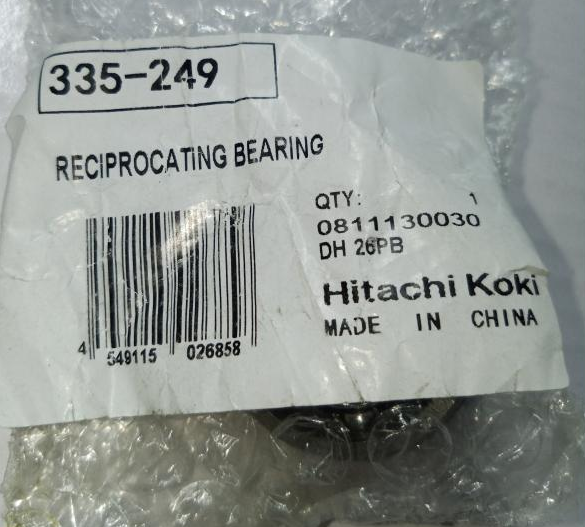 335-249
RECIPROCATING BEARING
QTY: 1
0811130030
DH 26PB
Hitachi Koki
MADE IN CHINA
4 549115 026858